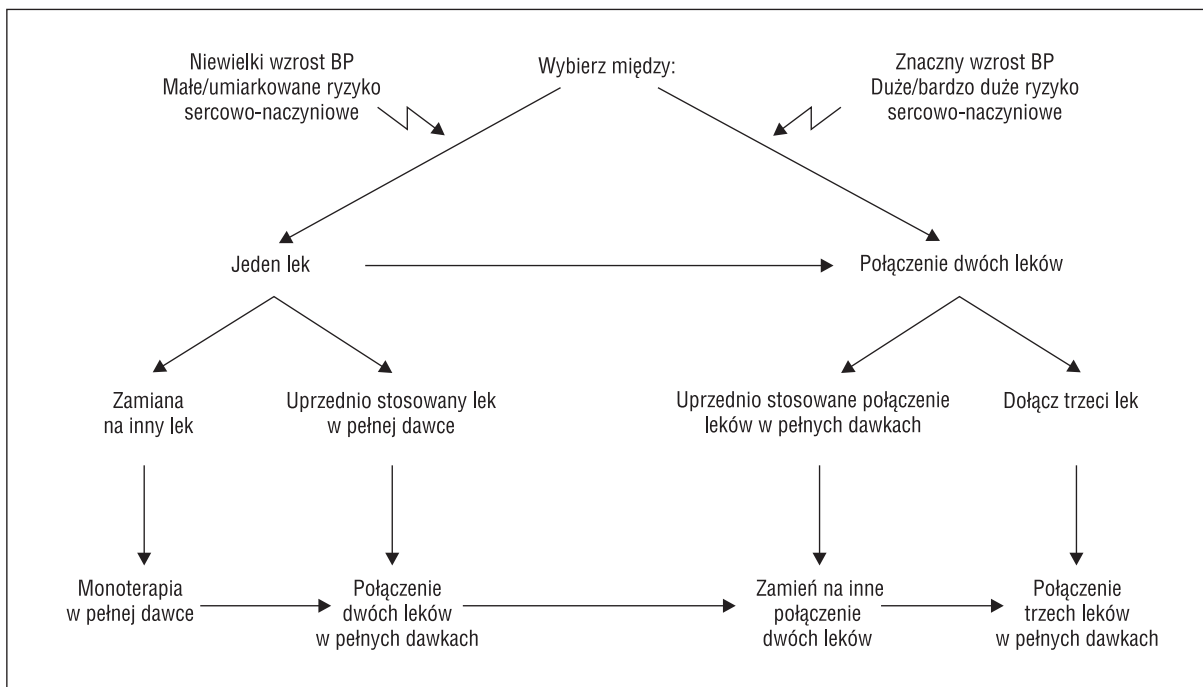 Niewielki wzrost BP
Małe/umiarkowane ryzyko
sercowo-naczyniowe
Wybierz między:
Znaczny wzrost BP
Duże/bardzo duże ryzyko
sercowo-naczyniowe
Jeden lek
Połączenie dwóch leków
Zamiana
na inny lek
Uprzednio stosowany lek
w pełnej dawce
Uprzednio stosowane połączenie
leków w pełnych dawkach
Dołącz trzeci lek
Monoterapia
w pełnej dawce
Połączenie
dwóch leków
w pełnych dawkach
Zamień na inne
połączenie
dwóch leków
Połączenie
trzech leków
w pełnych dawkach